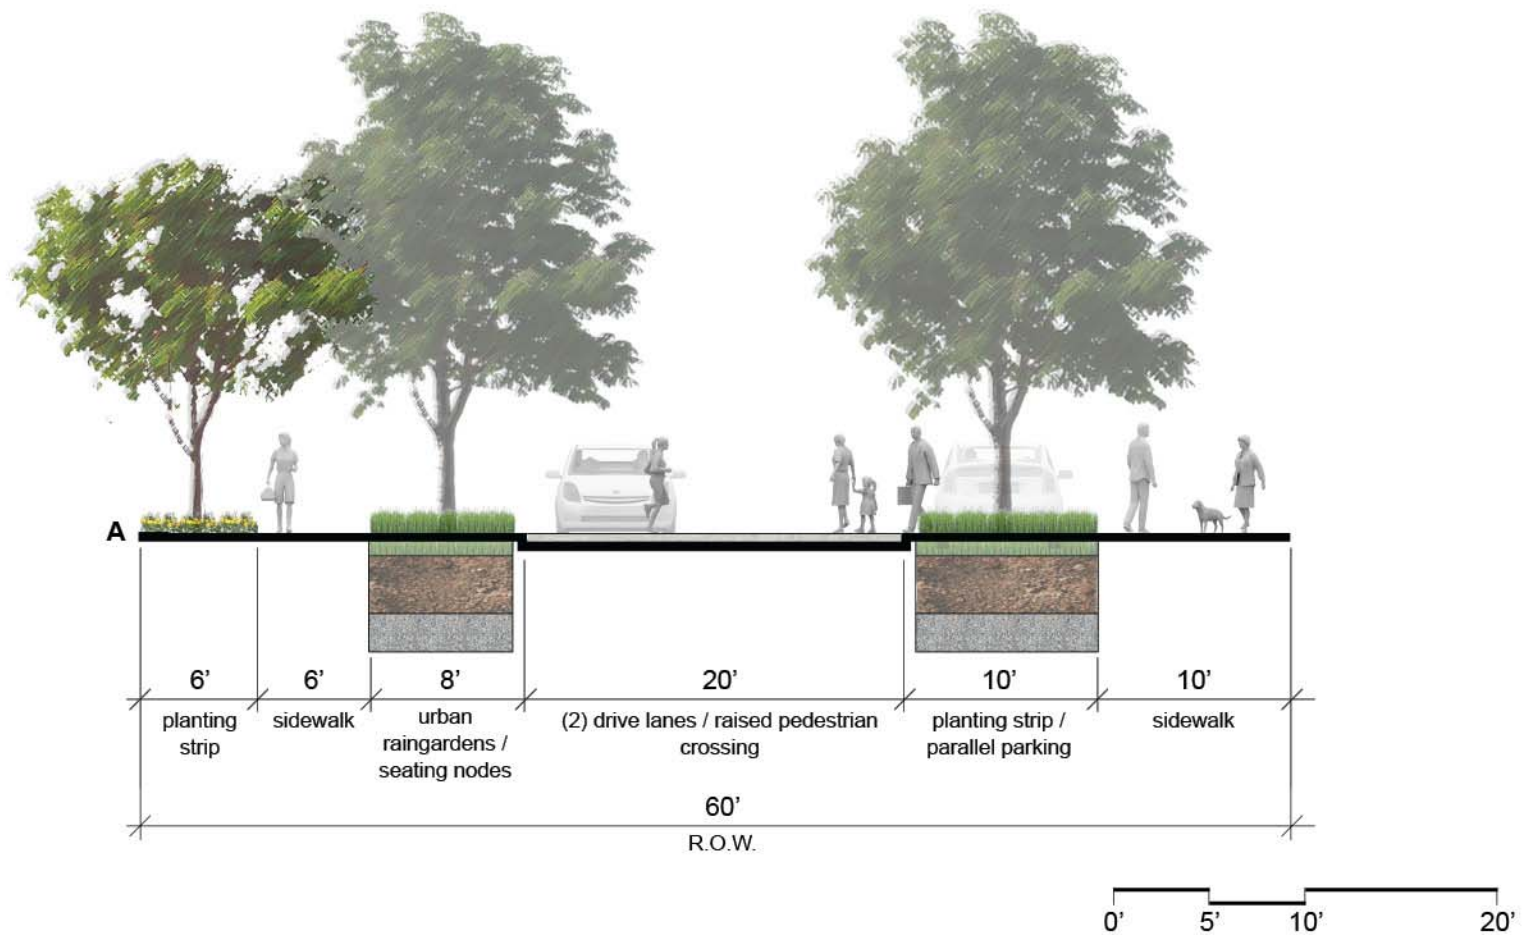 A
6’ 6’ 8’ 20’ 10’ 10’
planting
strip
sidewalk
urban
raingardens /
seating nodes
(2) drive lanes / raised pedestrian
crossing
planting strip /
parallel parking
sidewalk
60’
R.O.W.
0’ 5’ 10’ 20’